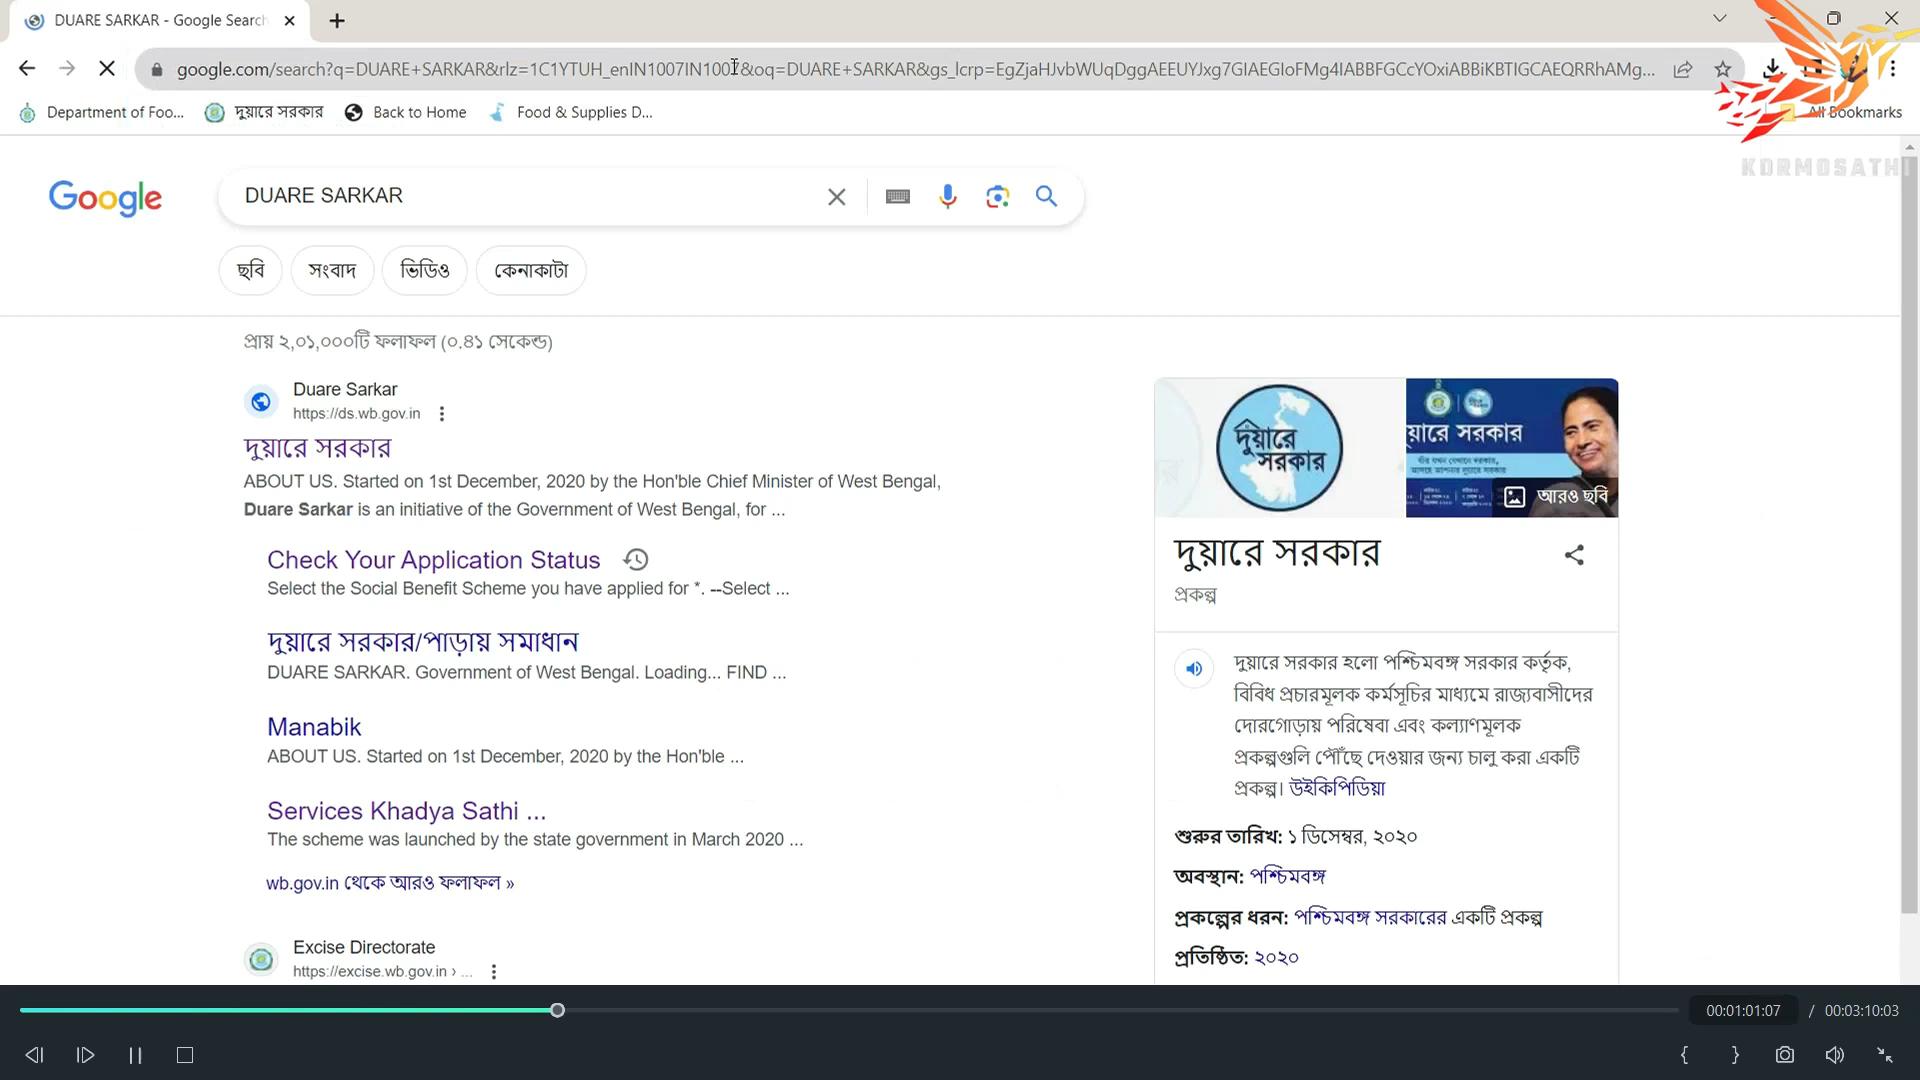 DUARE SARKAR - Google Search
google.com/search?q=DUARE+SARKAR&rlz=1C1YTUH_enIN1007IN1007&oq=DUARE+SARKAR&gs_lcrp=EgZjaHJvbWUqDggAEEUYJxg7GIAEGIoFMg4IABBFGCcYOxiABBiKBTIGCAEQRRhAMg...
Department of Foo... দুয়ারে সরকার Back to Home Food & Supplies D... All Bookmarks
KORMOSATHI
Google DUARE SARKAR
ছবি সংবাদ ভিডিও কেনাকাটা
প্রায় ২,০১,০০০টি ফলাফল (০.৪১ সেকেন্ড)
Duare Sarkar
https://ds.wb.gov.in
দুয়ারে সরকার
ABOUT US. Started on 1st December, 2020 by the Hon'ble Chief Minister of West Bengal,
Duare Sarkar is an initiative of the Government of West Bengal, for ...
Check Your Application Status
Select the Social Benefit Scheme you have applied for *. --Select ...
দুয়ারে সরকার/পাড়ায় সমাধান
DUARE SARKAR. Government of West Bengal. Loading... FIND ...
Manabik
ABOUT US. Started on 1st December, 2020 by the Hon'ble ...
Services Khadya Sathi ...
The scheme was launched by the state government in March 2020 ...
wb.gov.in থেকে আরও ফলাফল »
Excise Directorate
https://excise.wb.gov.in › ...
দুয়ারে
সরকার
য়ারে সরকার
আরও ছবি
দুয়ারে সরকার
প্রকল্প
দুয়ারে সরকার হলো পশ্চিমবঙ্গ সরকার কর্তৃক,
বিবিধ প্রচারমূলক কর্মসূচির মাধ্যমে রাজ্যবাসীদের
দোরগোড়ায় পরিষেবা এবং কল্যাণমূলক
প্রকল্পগুলি পৌঁছে দেওয়ার জন্য চালু করা একটি
প্রকল্প। উইকিপিডিয়া
শুরুর তারিখ: ১ ডিসেম্বর, ২০২০
অবস্থান: পশ্চিমবঙ্গ
প্রকল্পের ধরন: পশ্চিমবঙ্গ সরকারের একটি প্রকল্প
প্রতিষ্ঠিত: ২০২০
00:01:01:07 / 00:03:10:03